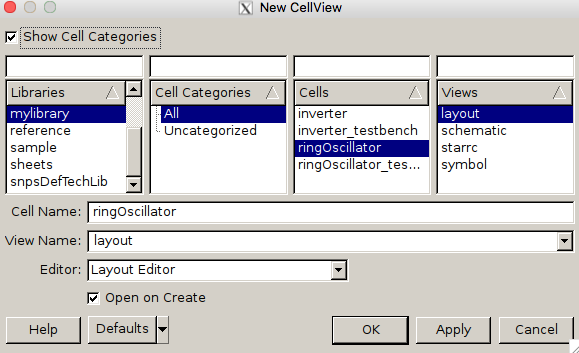 New CellView
Show Cell Categories
Libraries
mylibrary
reference
sample
sheets
snpsDefTechLib
Cell Categories
All
Uncategorized
Cells
inverter
inverter_testbench
ringOscillator
ringOscillator_tes...
Views
layout
schematic
starrc
symbol
Cell Name: ringOscillator
View Name: layout
Editor: Layout Editor
Open on Create
Help Defaults OK Apply Cancel